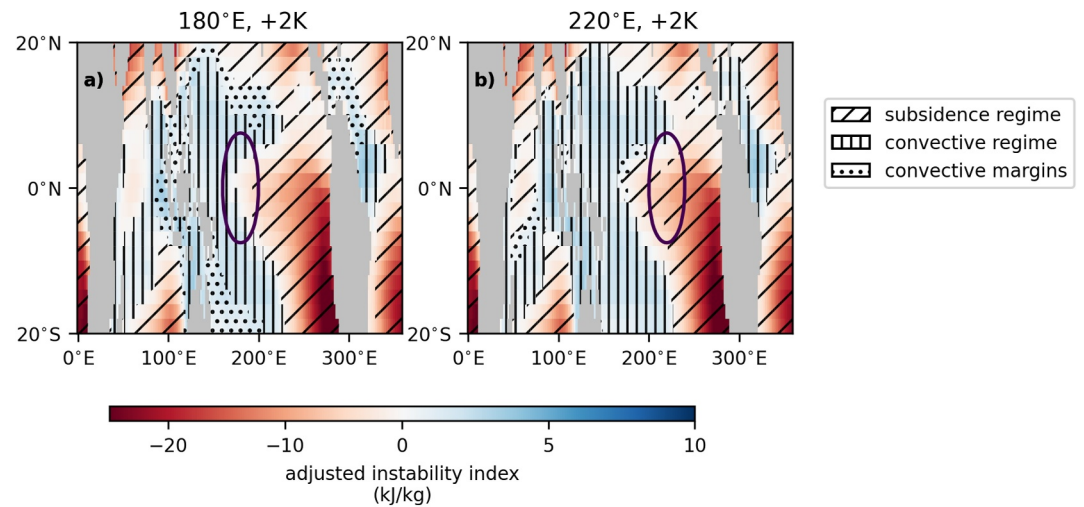 180°E, +2K
220°E, +2K
20°N
0°N
20°S
a)
0°E
100°E
200°E
300°E
20°N
0°N
20°S
b)
0°E
100°E
200°E
300°E
subsidence regime
convective regime
convective margins
−20
−10
0
5
10
adjusted instability index
(kJ/kg)